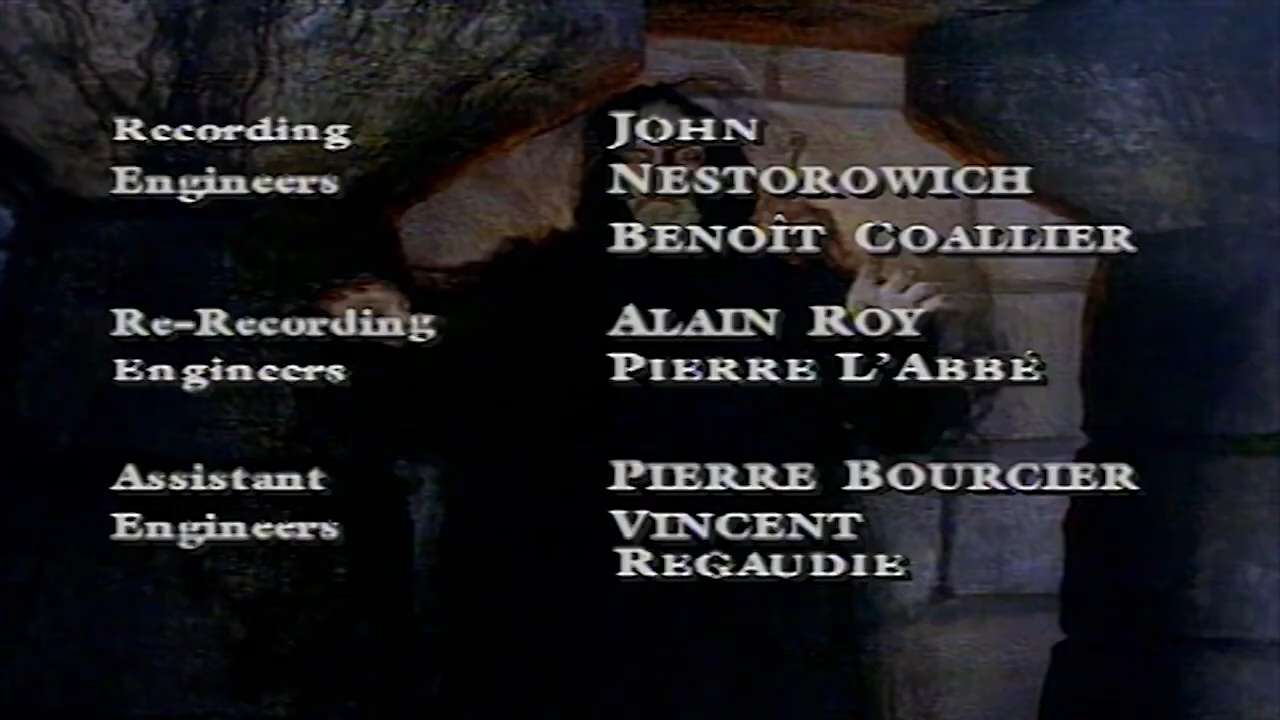 Recording JOHN
Engineers NESTOROWICH
BENOÎT COALLIER
Re-Recording ALAIN ROY
Engineers PIERRE L'ABBÉ
Assistant PIERRE BOURCIER
Engineers VINCENT
REGAUDIE